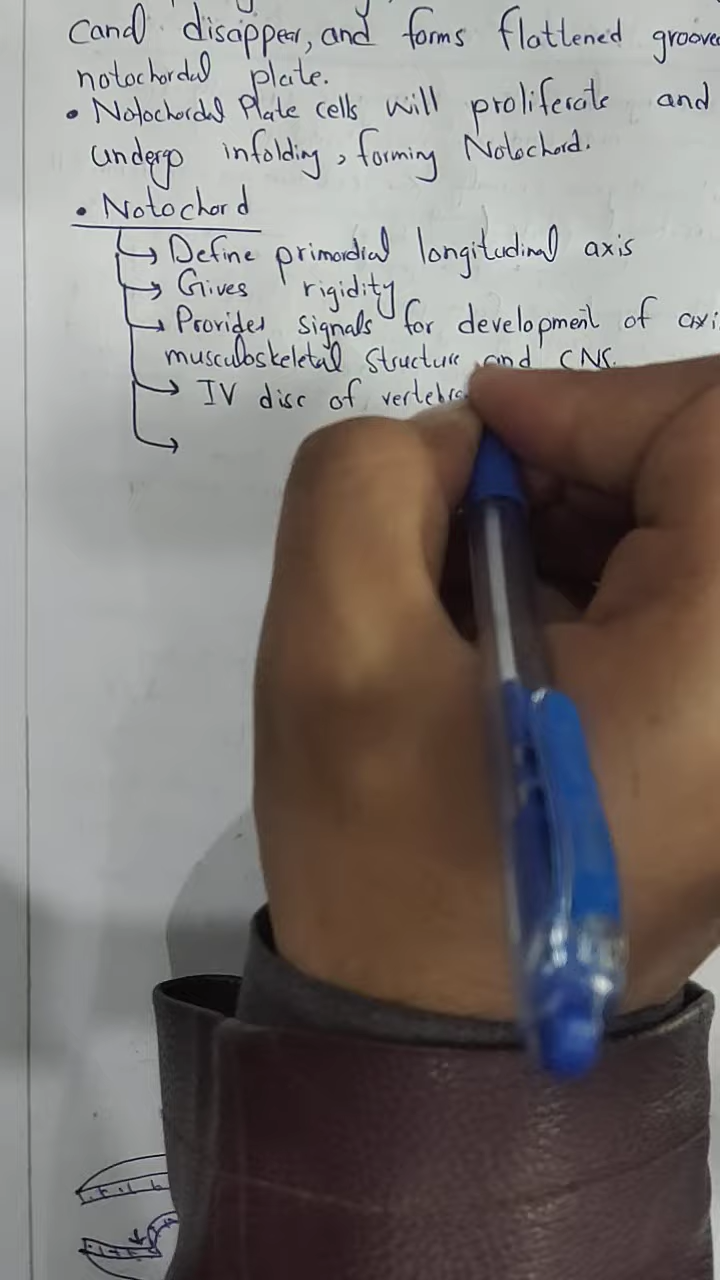 canal disappear, and forms flattened grooved
notochordal plate.
• Notochordal Plate cells will proliferate and
undergo infolding, forming Notochord.
• Notochord
↳ Define primordial longitudinal axis
↳ Gives rigidity
↳ Provides signals for development of
musculoskeletal structure and CNS.
↳ IV disc of